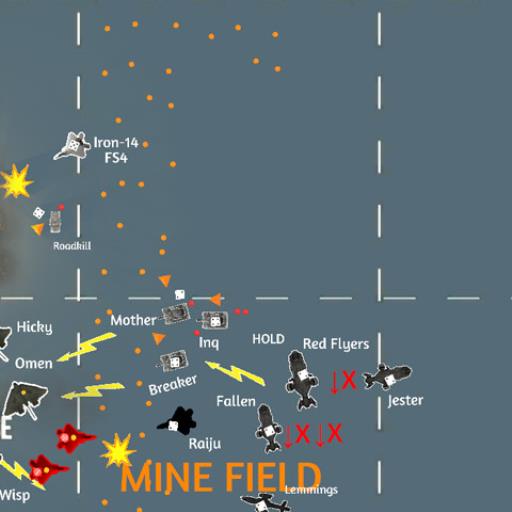 Iron-14
FS4
Roadkill
Mother
Hicky
Inq
HOLD
Red Flyers
Omen
Breaker
↓X
Jester
Fallen
E
Raiju
↓X↓X
MINE FIELD
Wisp
Lemmings